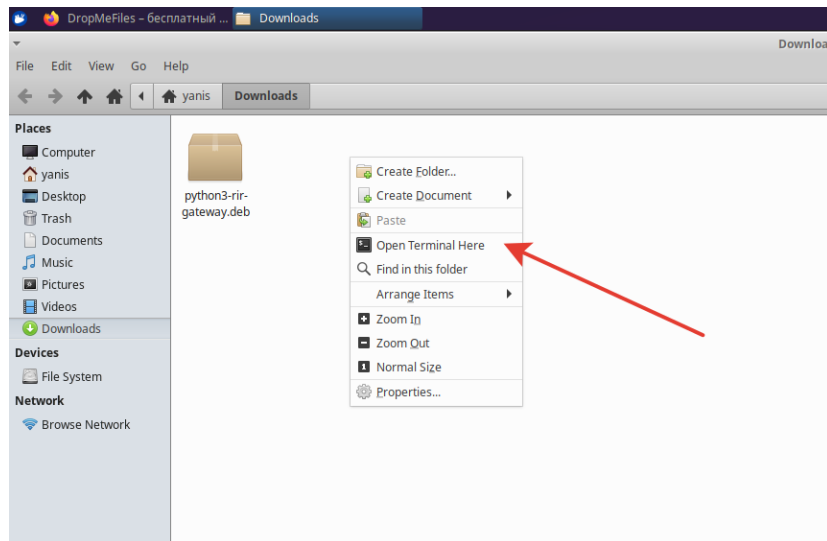 DropMeFiles – бесплатный ... Downloads
Downloa
File Edit View Go Help
yanis Downloads
Places
Computer
yanis
Desktop
Trash
Documents
Music
Pictures
Videos
Downloads
Devices
File System
Network
Browse Network
python3-rir-
gateway.deb
Create Folder...
Create Document
Paste
Open Terminal Here
Find in this folder
Arrange Items
Zoom In
Zoom Out
Normal Size
Properties...